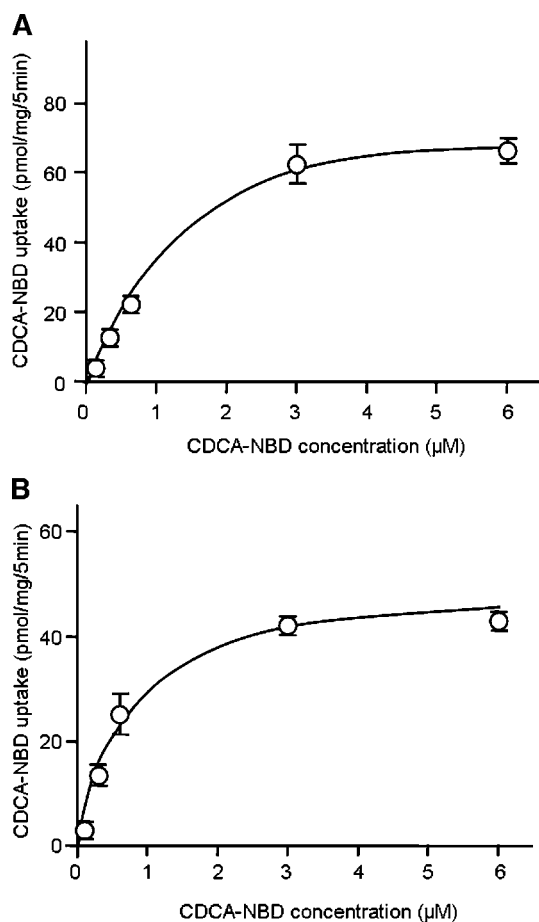 A
CDCA-NBD uptake (pmol/mg/5min)
80
60
40
20
0
0 1 2 3 4 5 6
CDCA-NBD concentration (µM)
B
CDCA-NBD uptake (pmol/mg/5min)
60
40
20
0
0 1 2 3 4 5 6
CDCA-NBD concentration (µM)